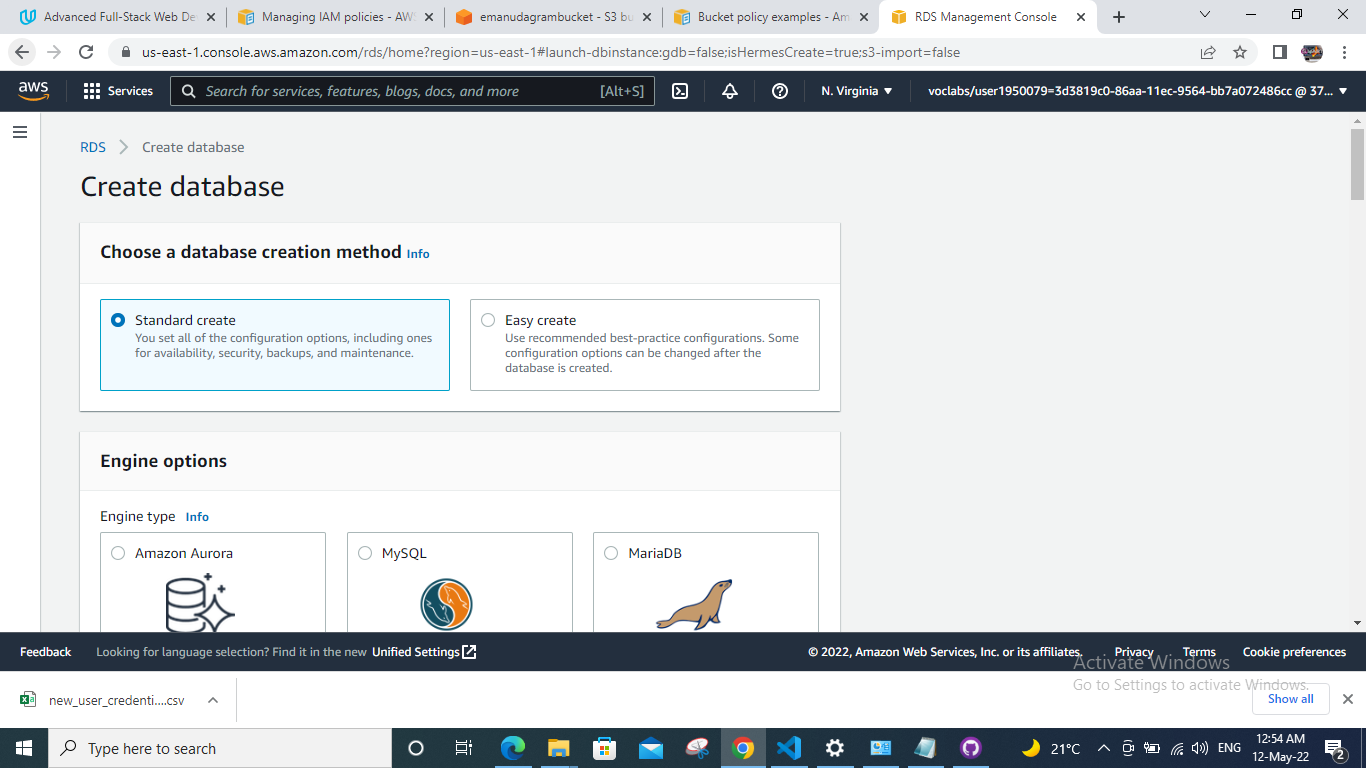 Advanced Full-Stack Web De
Managing IAM policies - AWS
emanudagrambucket - S3 bu
Bucket policy examples - Am
RDS Management Console
us-east-1.console.aws.amazon.com/rds/home?region=us-east-1#launch-dbinstance:gdb=false;isHermesCreate=true;s3-import=false
aws
Services
Search for services, features, blogs, docs, and more
[Alt+S]
N. Virginia
voclabs/user1950079=3d3819c0-86aa-11ec-9564-bb7a072486cc @ 37...
RDS
Create database
Create database
Choose a database creation method Info
Standard create
You set all of the configuration options, including ones
for availability, security, backups, and maintenance.
Easy create
Use recommended best-practice configurations. Some
configuration options can be changed after the
database is created.
Engine options
Engine type Info
Amazon Aurora
MySQL
MariaDB
Feedback
Looking for language selection? Find it in the new Unified Settings
© 2022, Amazon Web Services, Inc. or its affiliates.
Privacy
Terms
Cookie preferences
Activate Windows
Go to Settings to activate Windows.
new_user_credenti....csv
Show all
Type here to search
21°C
ENG
12:54 AM
12-May-22
2